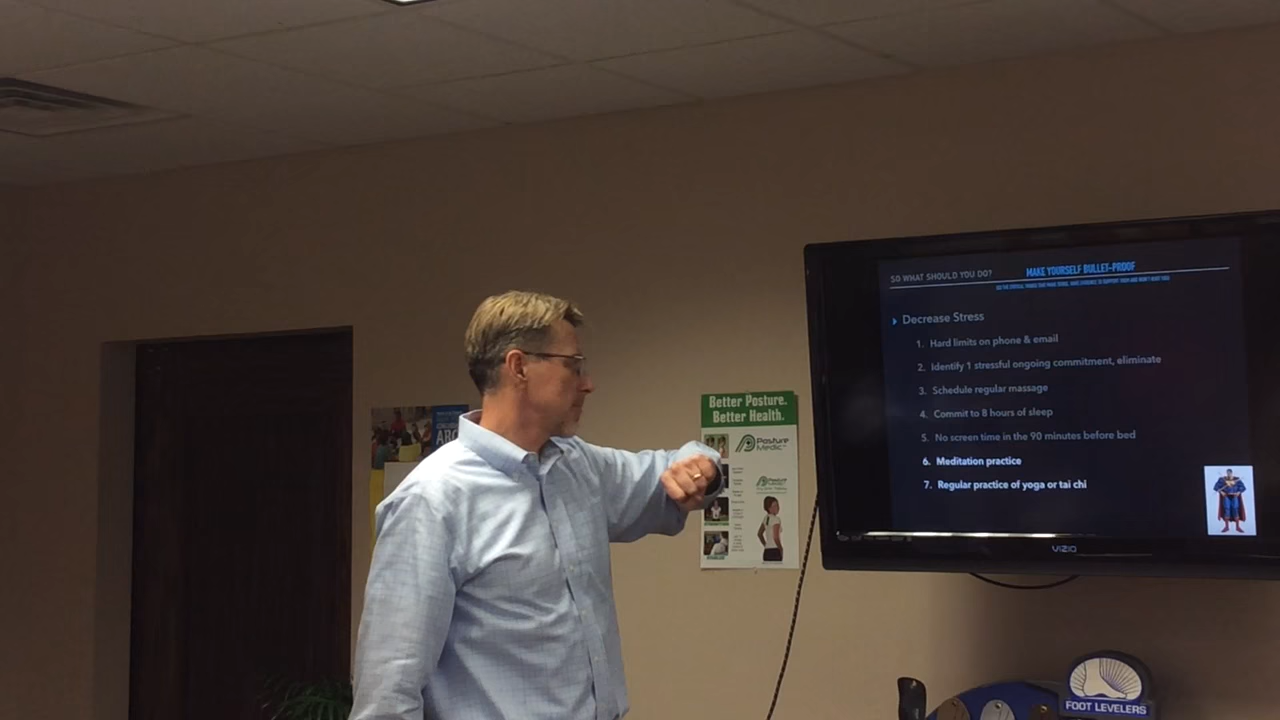 SO WHAT SHOULD YOU DO? MAKE YOURSELF BULLET-PROOF
Decrease Stress
1. Hard limits on phone & email
2. Identify 1 stressful ongoing commitment, eliminate
3. Schedule regular massage
4. Commit to 8 hours of sleep
5. No screen time in the 90 minutes before bed
6. Meditation practice
7. Regular practice of yoga or tai chi
VIZIO
Better Posture.
Better Health.
Posture
Medic
FOOT LEVELERS